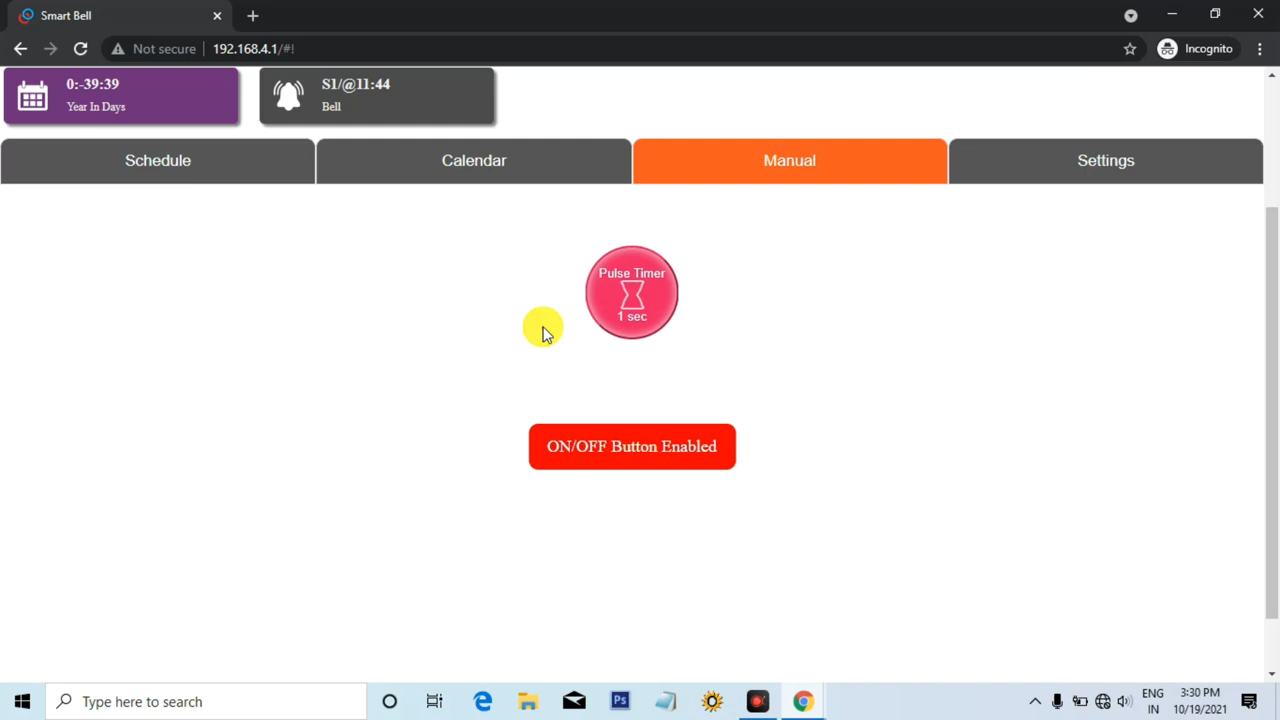 Smart Bell
Not secure
192.168.4.1/#!
Incognito
0:-39:39
Year In Days
S1/@11:44
Bell
Schedule
Calendar
Manual
Settings
Pulse Timer
1 sec
ON/OFF Button Enabled
Type here to search
Ps
ENG
IN
3:30 PM
10/19/2021